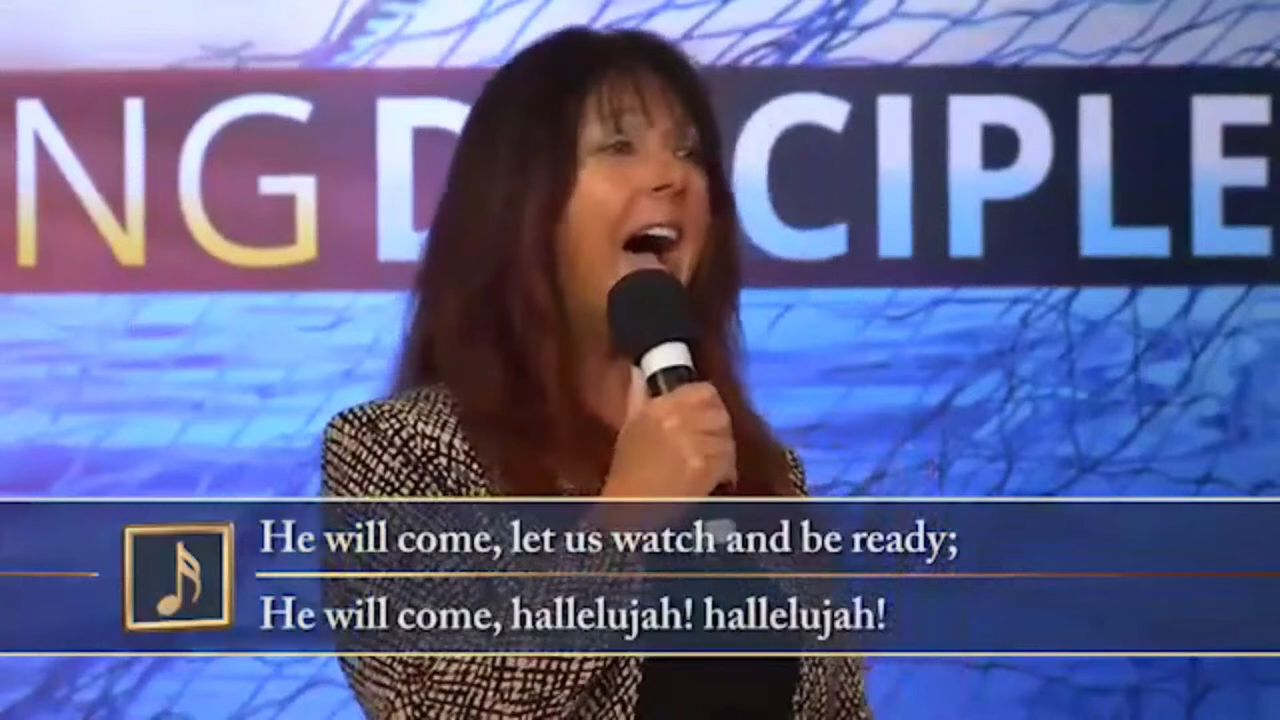 NG D CIPLE
He will come, let us watch and be ready;
He will come, hallelujah! hallelujah!